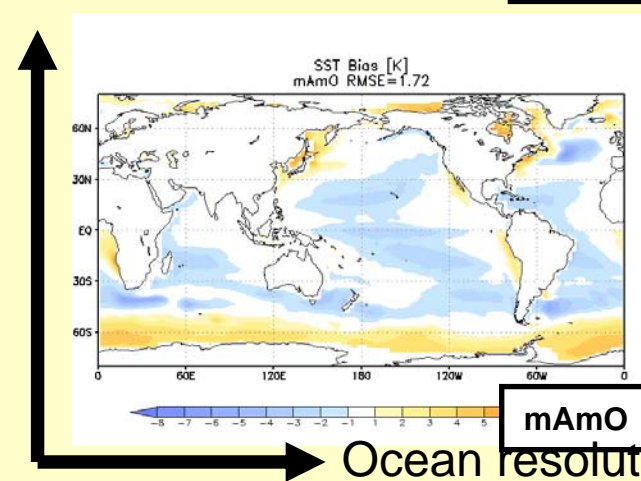 SST Bias [K]
mAmO RMSE=1.72
60N
30N
EQ
30S
60S
0 60E 120E 180 120W 60W 0
-8 -7 -6 -5 -4 -3 -2 -1 1 2 3 4 5
mAmO
Ocean resolut